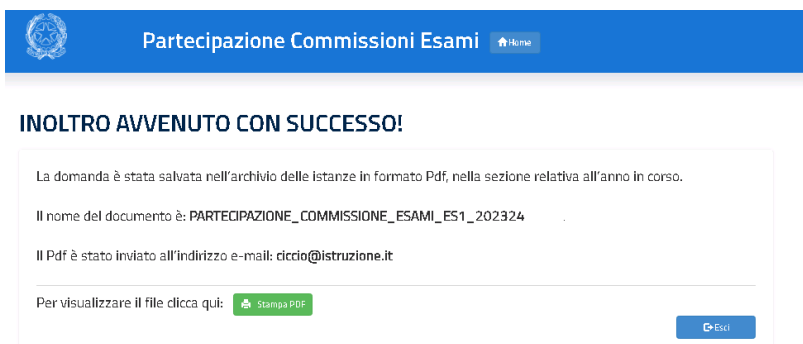 Partecipazione Commissioni Esami Home
INOLTRO AVVENUTO CON SUCCESSO!
La domanda è stata salvata nell'archivio delle istanze in formato Pdf, nella sezione relativa all'anno in corso.
Il nome del documento è: PARTECIPAZIONE_COMMISSIONE_ESAMI_ES1_202324 .
Il Pdf è stato inviato all'indirizzo e-mail: ciccio@istruzione.it
Per visualizzare il file clicca qui: Stampa PDF
Esci